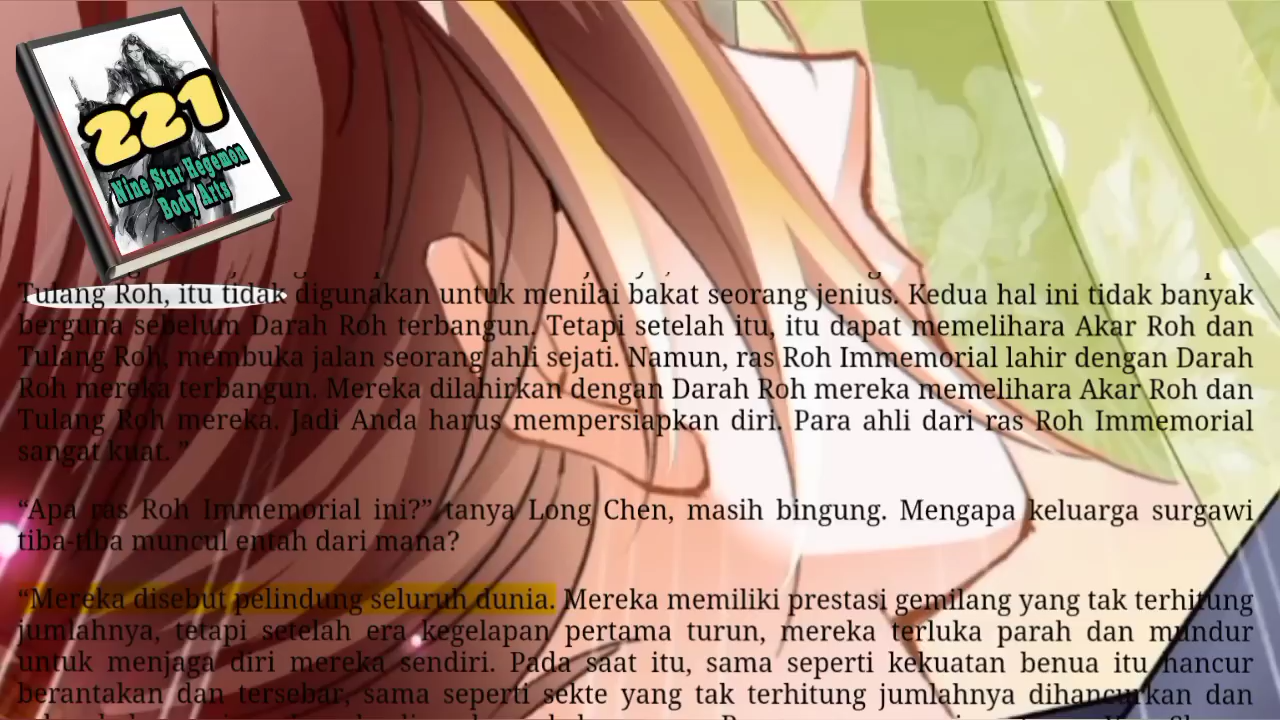 221
Nine Star Hegemon
Body Arts
Tulang Roh, itu tidak digunakan untuk menilai bakat seorang jenius. Kedua hal ini tidak banyak
berguna sebelum Darah Roh terbangun. Tetapi setelah itu, itu dapat memelihara Akar Roh dan
Tulang Roh, membuka jalan seorang ahli sejati. Namun, ras Roh Immemorial lahir dengan Darah
Roh mereka terbangun. Mereka dilahirkan dengan Darah Roh mereka memelihara Akar Roh dan
Tulang Roh mereka. Jadi Anda harus mempersiapkan diri. Para ahli dari ras Roh Immemorial
sangat kuat. ”
“Apa ras Roh Immemorial ini?” tanya Long Chen, masih bingung. Mengapa keluarga surgawi
tiba-tiba muncul entah dari mana?
“Mereka disebut pelindung seluruh dunia. Mereka memiliki prestasi gemilang yang tak terhitung
jumlahnya, tetapi setelah era kegelapan pertama turun, mereka terluka parah dan mundur
untuk menjaga diri mereka sendiri. Pada saat itu, sama seperti kekuatan benua itu hancur
berantakan dan tersebar, sama seperti sekte yang tak terhitung jumlahnya dihancurkan dan